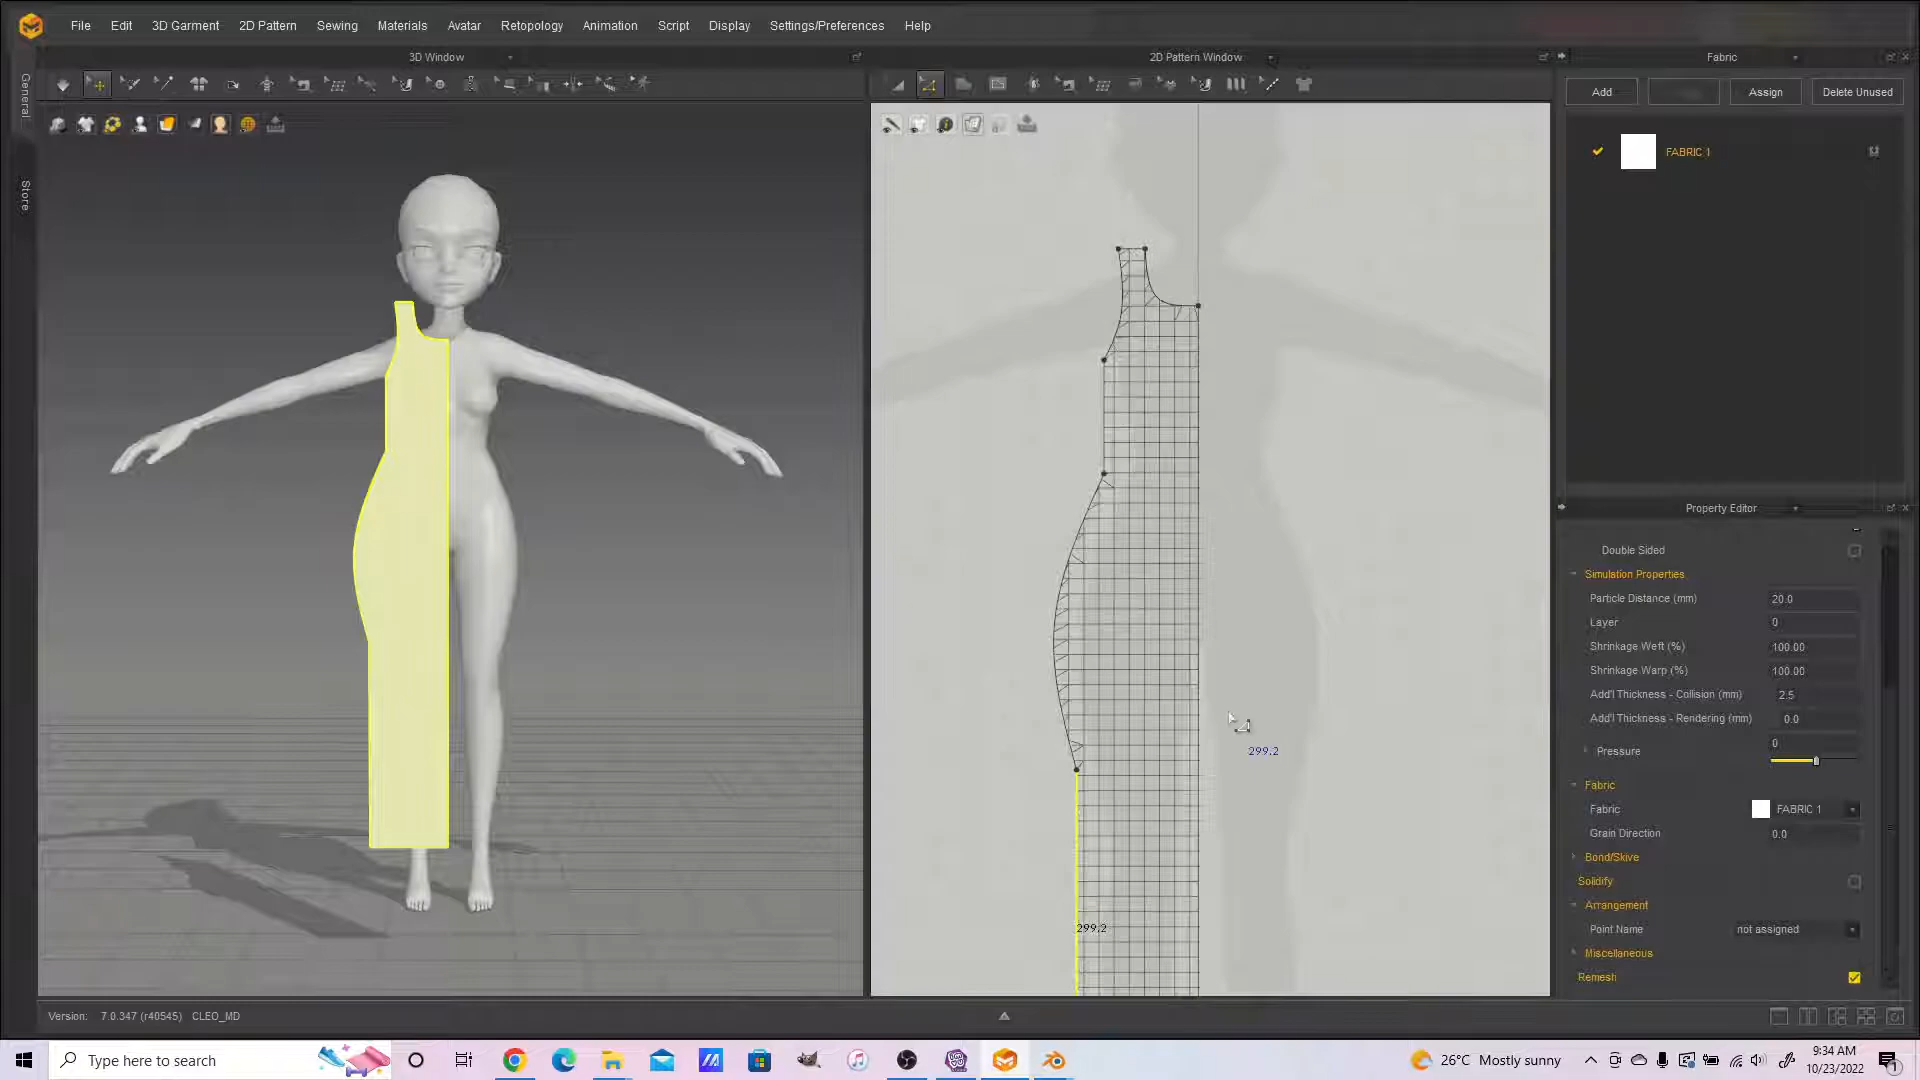 File Edit 3D Garment 2D Pattern Sewing Materials Avatar Retopology Animation Script Display Settings/Preferences Help
3D Window
2D Pattern Window
Fabric
General
Store
Add
Assign
Delete Unused
FABRIC 1
Property Editor
Double Sided
Simulation Properties
Particle Distance (mm) 20.0
Layer 0
Shrinkage Weft (%) 100.00
Shrinkage Warp (%) 100.00
Add'l Thickness - Collision (mm) 2.5
Add'l Thickness - Rendering (mm) 0.0
Pressure 0
Fabric
Fabric FABRIC 1
Grain Direction 0.0
Bond/Skive
Solidify
Arrangement
Point Name not assigned
Miscellaneous
Remesh
299.2
299.2
Version: 7.0.347 (r40545) CLEO_MD
Type here to search
26°C Mostly sunny
9:34 AM
10/23/2022
1